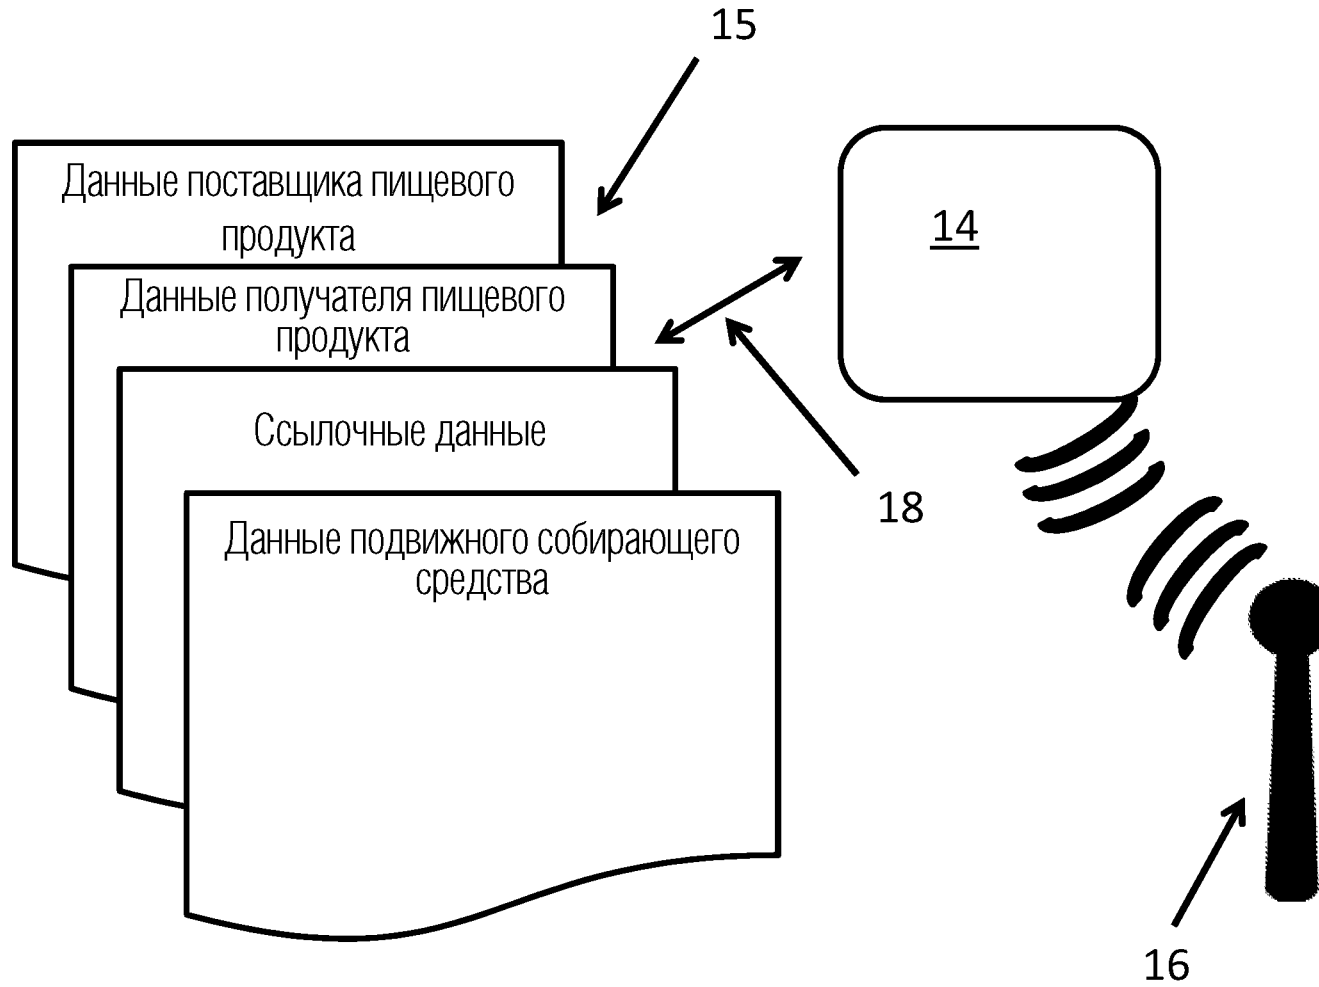 15
Данные поставщика пищевого
продукта
14
Данные получателя пищевого
продукта
Ссылочные данные
18
Данные подвижного собирающего
средства
16